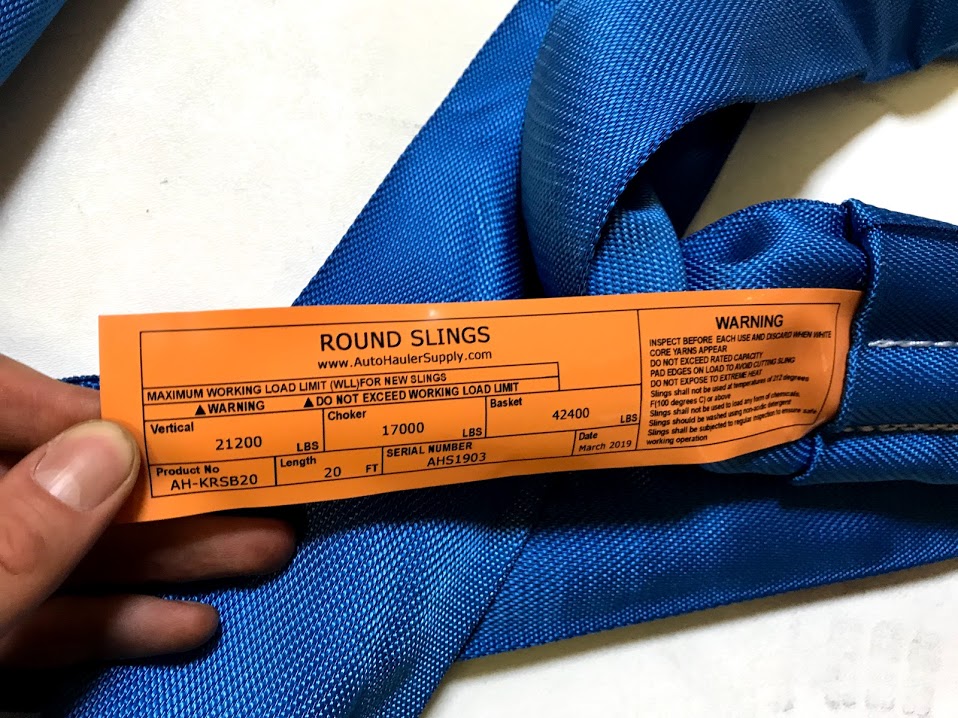 ROUND SLINGS
www.AutoHaulerSupply.com
MAXIMUM WORKING LOAD LIMIT (WLL)FOR NEW SLINGS
▲WARNING ▲DO NOT EXCEED WORKING LOAD LIMIT
Vertical
21200 LBS
Choker
17000 LBS
Basket
42400 LBS
Product No
AH-KRSB20
Length
20 FT
SERIAL NUMBER
AHS1903
Date
March 2019
WARNING
INSPECT BEFORE EACH USE AND DISCARD WHEN WHITE
CORE YARNS APPEAR
DO NOT EXCEED RATED CAPACITY
PAD EDGES ON LOAD TO AVOID CUTTING SLING
DO NOT EXPOSE TO EXTREME HEAT
Slings shall not be used at temperatures of 212 degrees
F(100 degrees C) or above
Slings shall not be used to load any form of chemicals.
Slings should be washed using non-acidic detergent
Slings shall be subjected to regular inspection to ensure safe
working operation